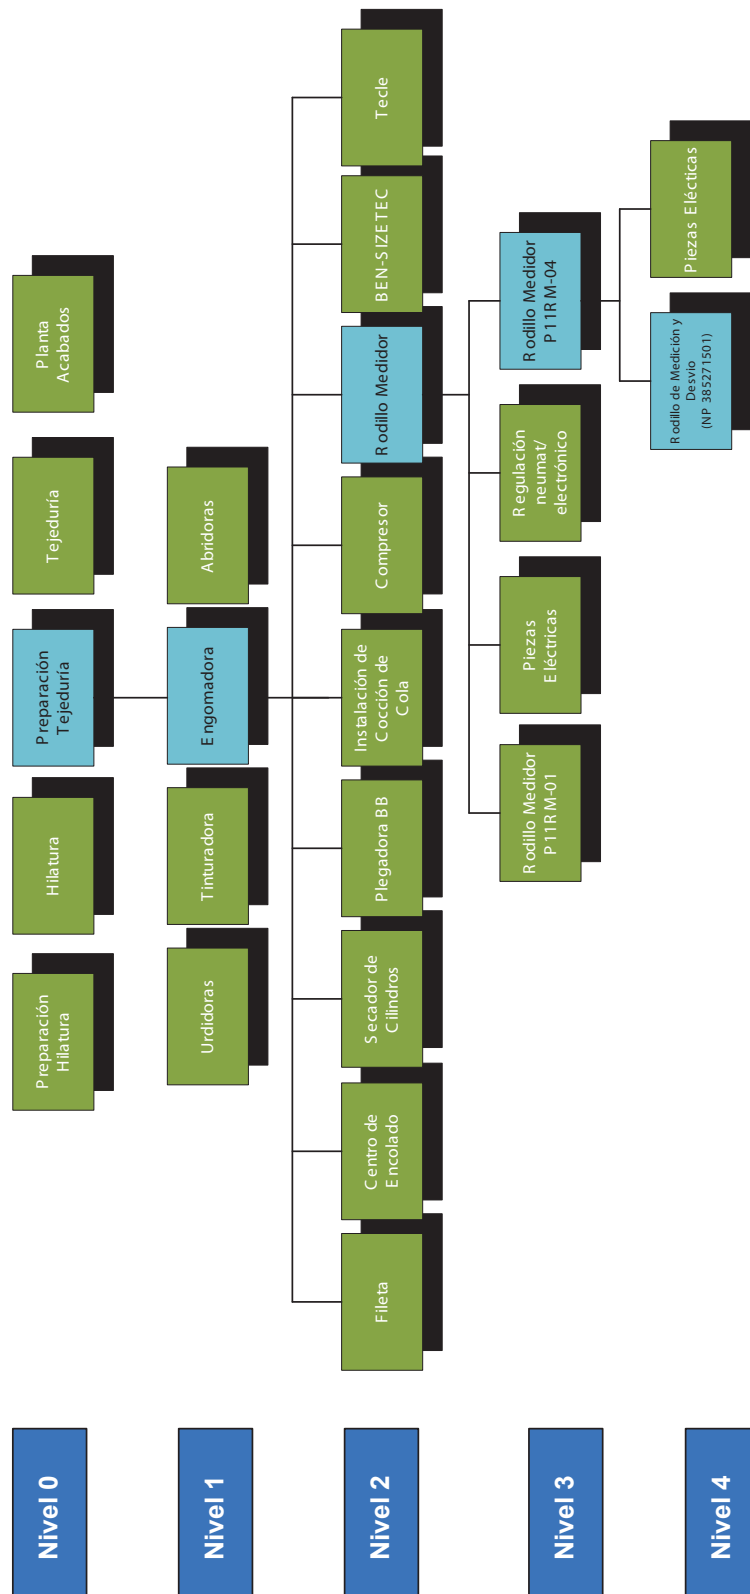 Nivel 0
Preparación
Hilatura
Hilatura
Preparación
Tejeduría
Tejeduría
Planta
Acabados
Nivel 1
Urdidoras
Tinturadora
Engomadora
Abridoras
Nivel 2
Fileta
Centro de
Encolado
Secador de
Cilindros
Plegadora BB
Instalación de
Cocción de
Cola
Compresor
Rodillo Medidor
BEN-SIZETEC
Tecle
Nivel 3
Rodillo Medidor
P11RM-01
Piezas
Eléctricas
Regulación
neumat/
electrónico
Rodillo Medidor
P11RM-04
Nivel 4
Rodillo de Medición y
Desvio
(NP 385271501)
Piezas Elécticas